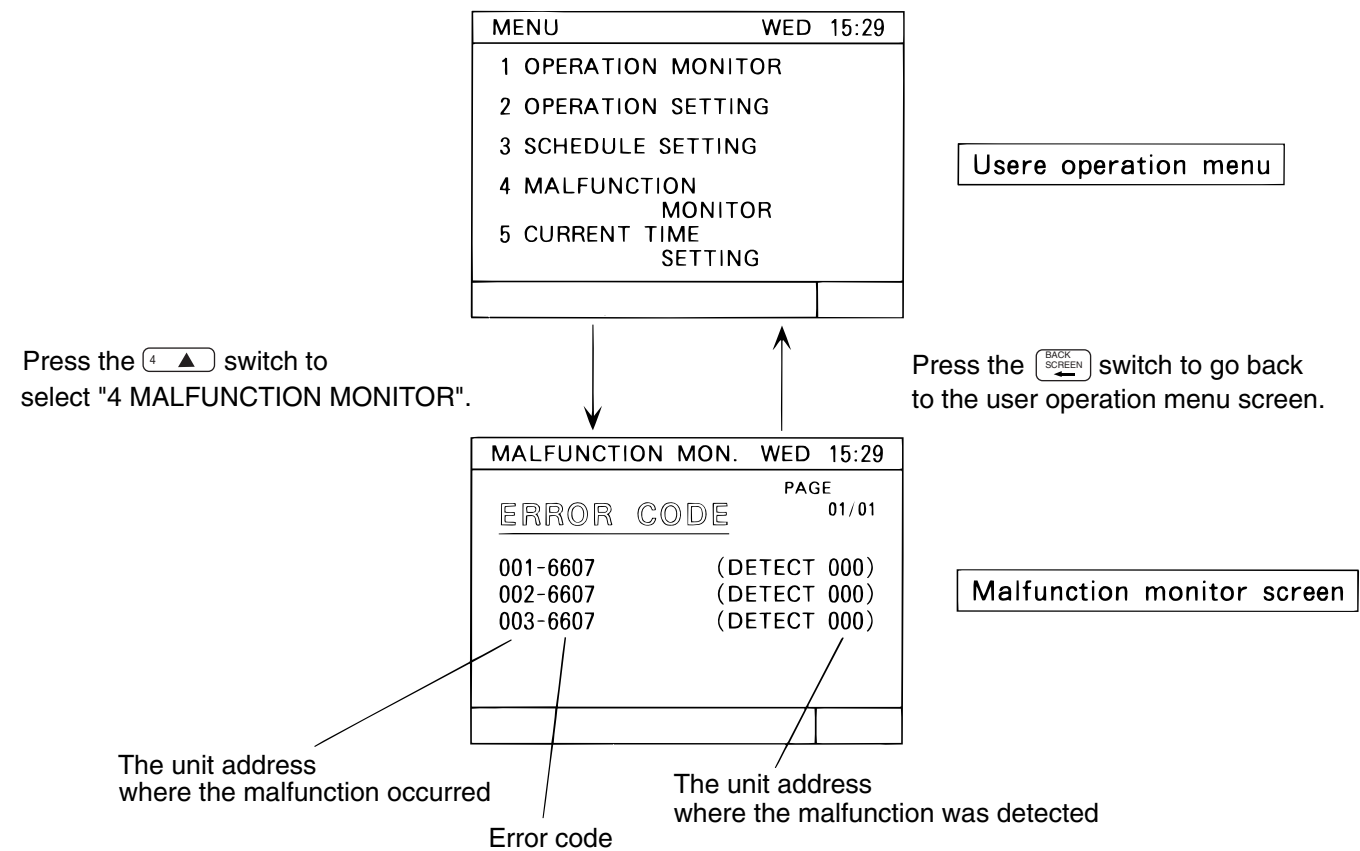 MENU WED 15:29
1 OPERATION MONITOR
2 OPERATION SETTING
3 SCHEDULE SETTING
4 MALFUNCTION
MONITOR
5 CURRENT TIME
SETTING
Usere operation menu
Press the 4 ▲ switch to
select "4 MALFUNCTION MONITOR".
Press the BACK SCREEN ← switch to go back
to the user operation menu screen.
MALFUNCTION MON. WED 15:29
PAGE
ERROR CODE 01/01
001-6607 (DETECT 000)
002-6607 (DETECT 000)
003-6607 (DETECT 000)
Malfunction monitor screen
The unit address
where the malfunction occurred
Error code
The unit address
where the malfunction was detected